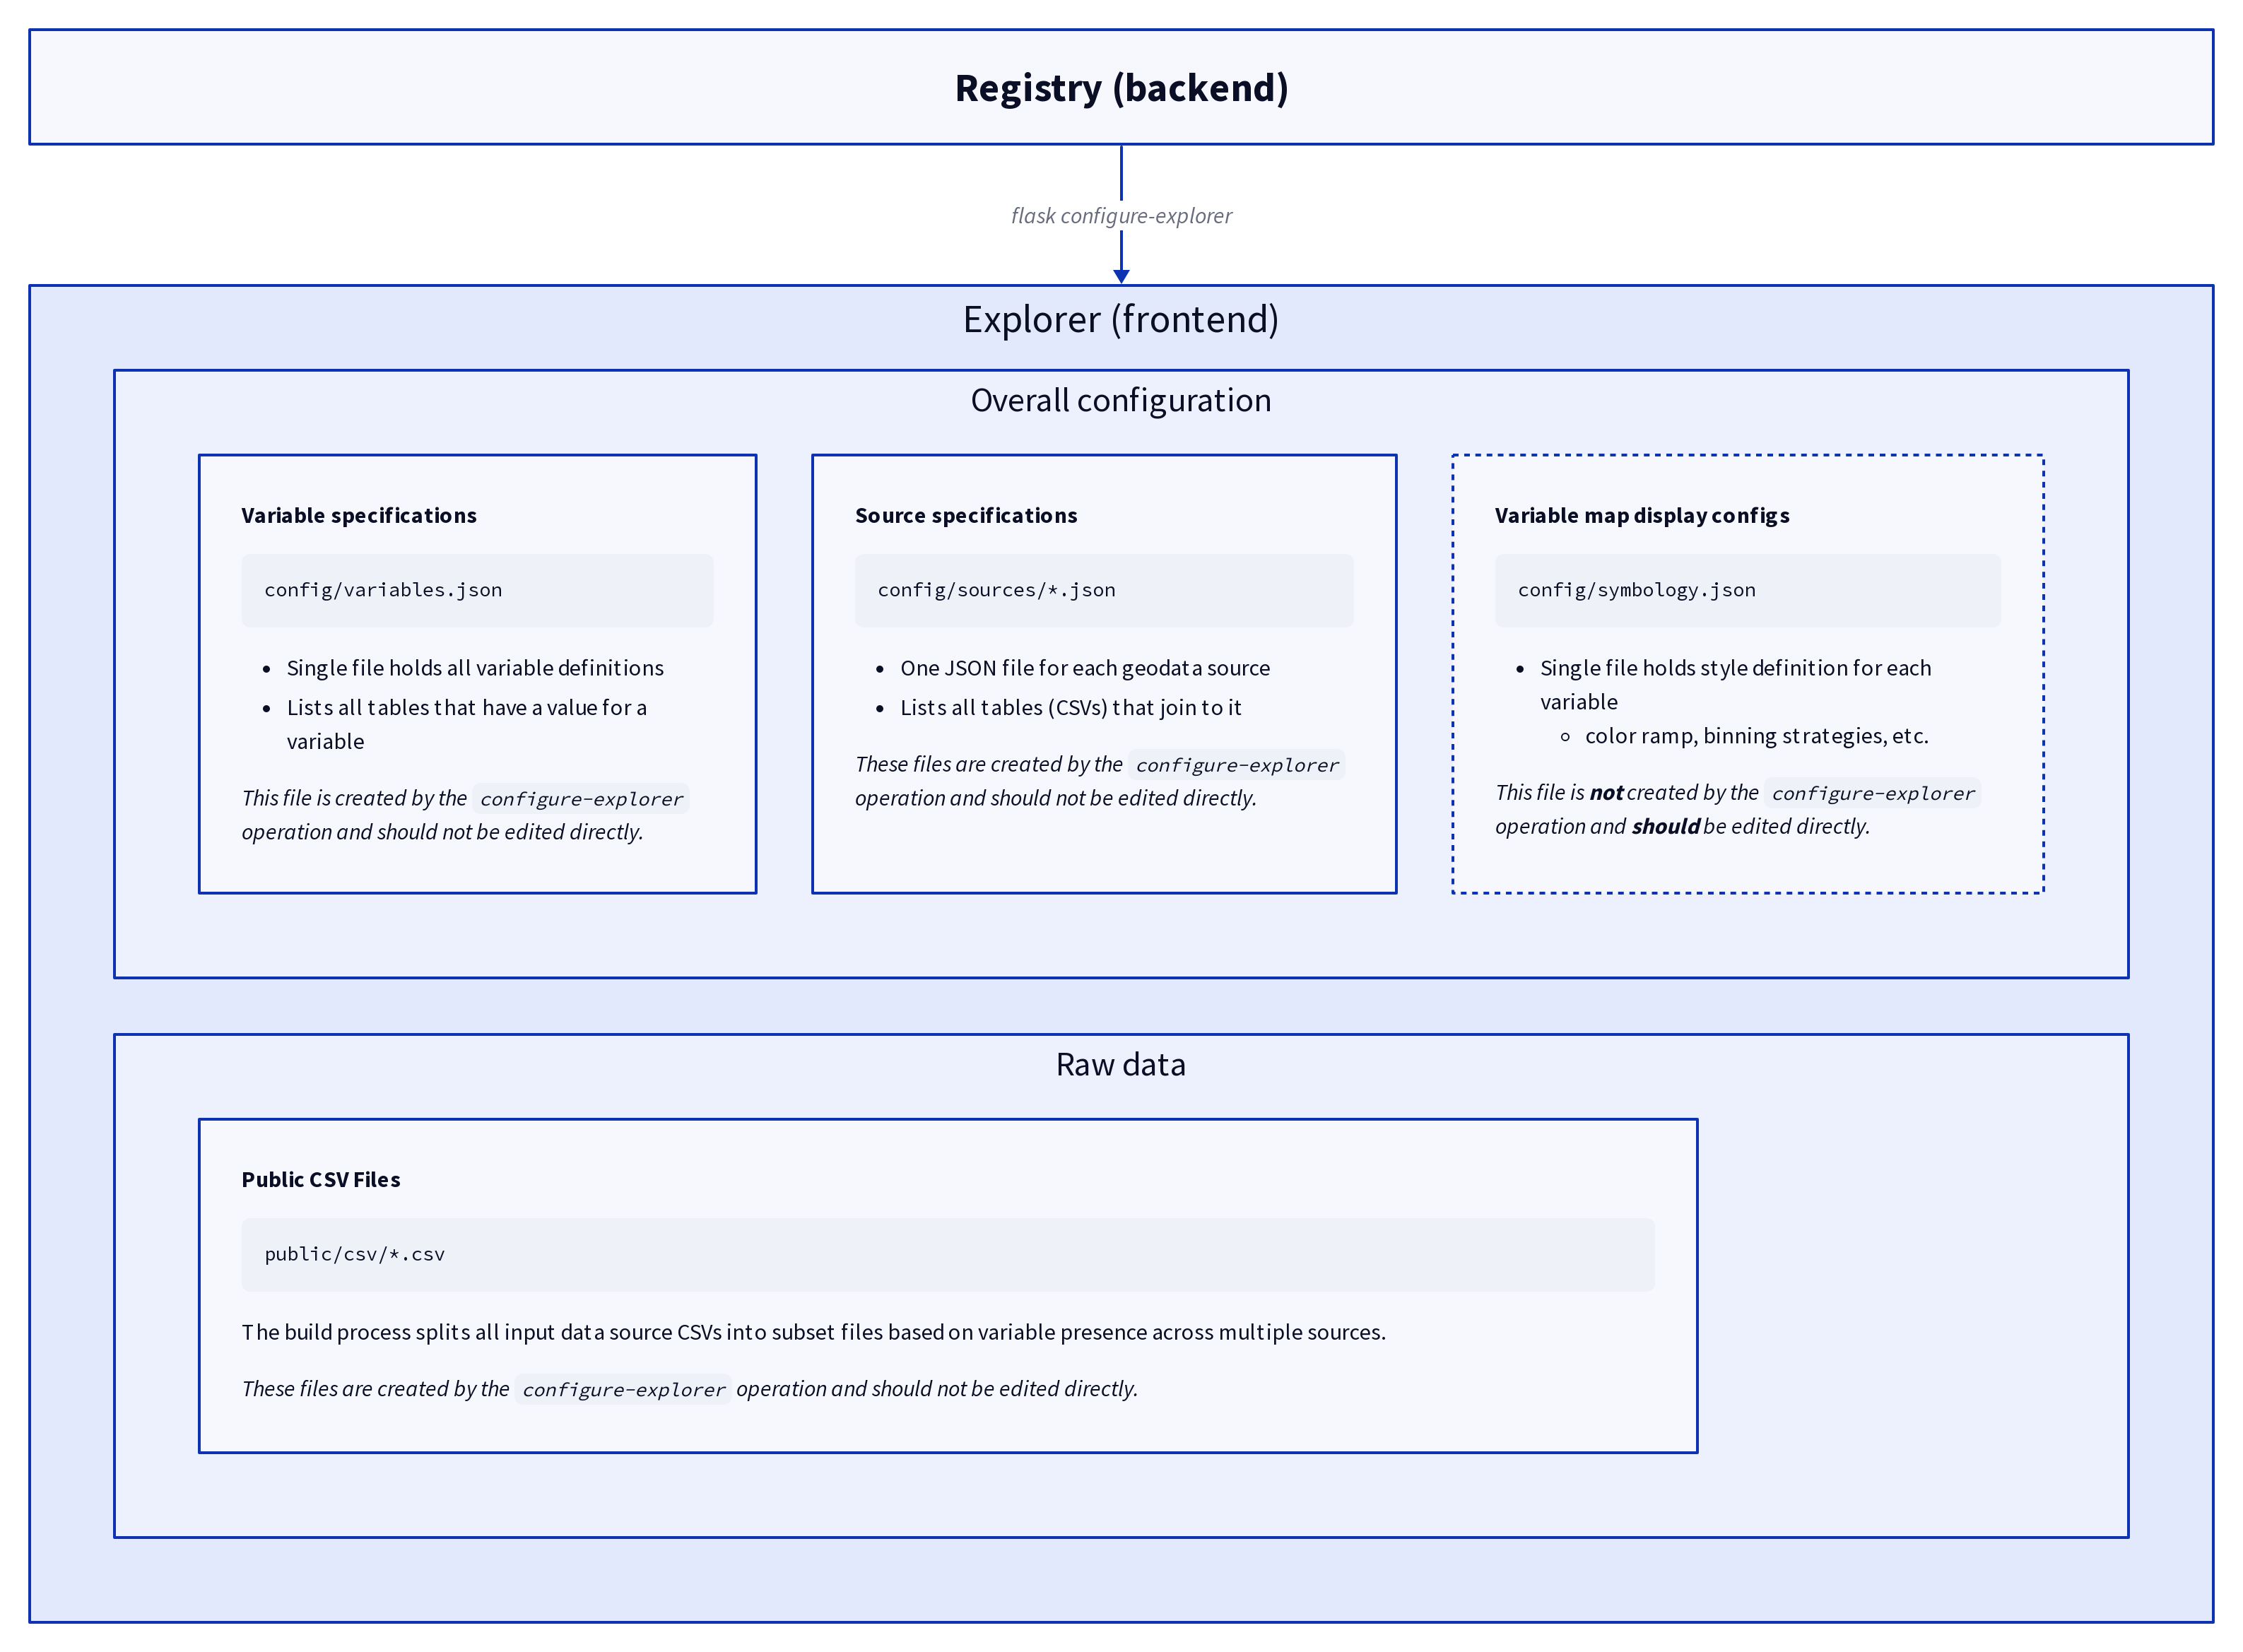 Registry (backend)
flask configure-explorer
Explorer (frontend)
Overall configuration
Variable specifications
config/variables.json
• Single file holds all variable definitions
• Lists all tables that have a value for a
variable
This file is created by the configure-explorer
operation and should not be edited directly.
Source specifications
config/sources/*.json
• One JSON file for each geodata source
• Lists all tables (CSVs) that join to it
These files are created by the configure-explorer
operation and should not be edited directly.
Variable map display configs
config/symbology.json
• Single file holds style definition for each
variable
◦ color ramp, binning strategies, etc.
This file is not created by the configure-explorer
operation and should be edited directly.
Raw data
Public CSV Files
public/csv/*.csv
The build process splits all input data source CSVs into subset files based on variable presence across multiple sources.
These files are created by the configure-explorer operation and should not be edited directly.